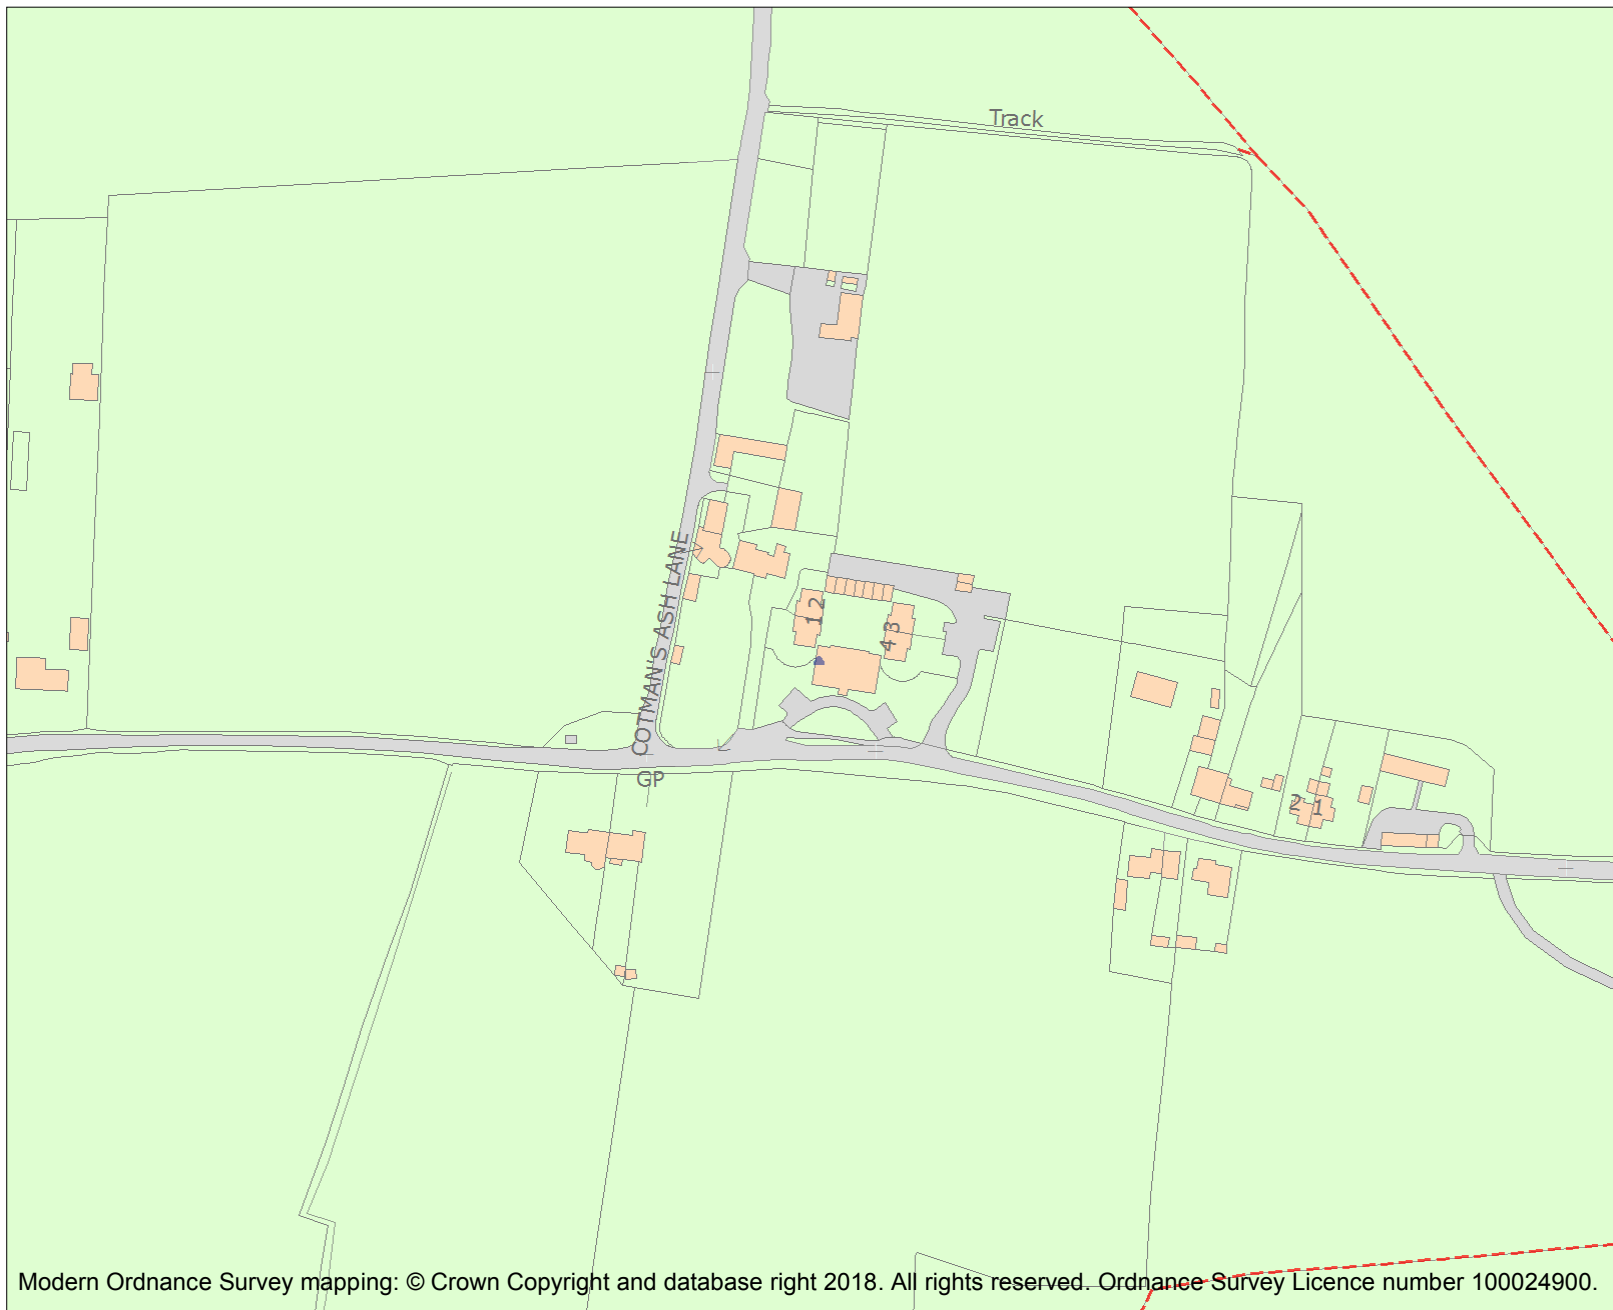 Track
COTMAN'S ASH LANE
1 2
4 3
GP
2 1
Modern Ordnance Survey mapping: © Crown Copyright and database right 2018. All rights reserved. Ordnance Survey Licence number 100024900.